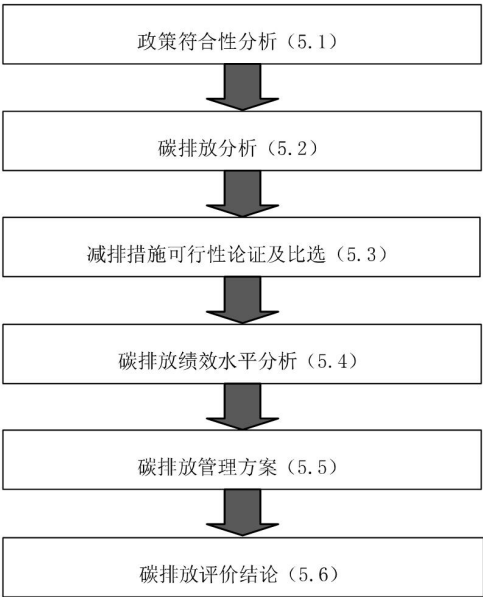 政策符合性分析（5.1）
碳排放分析（5.2）
减排措施可行性论证及比选（5.3）
碳排放绩效水平分析（5.4）
碳排放管理方案（5.5）
碳排放评价结论（5.6）